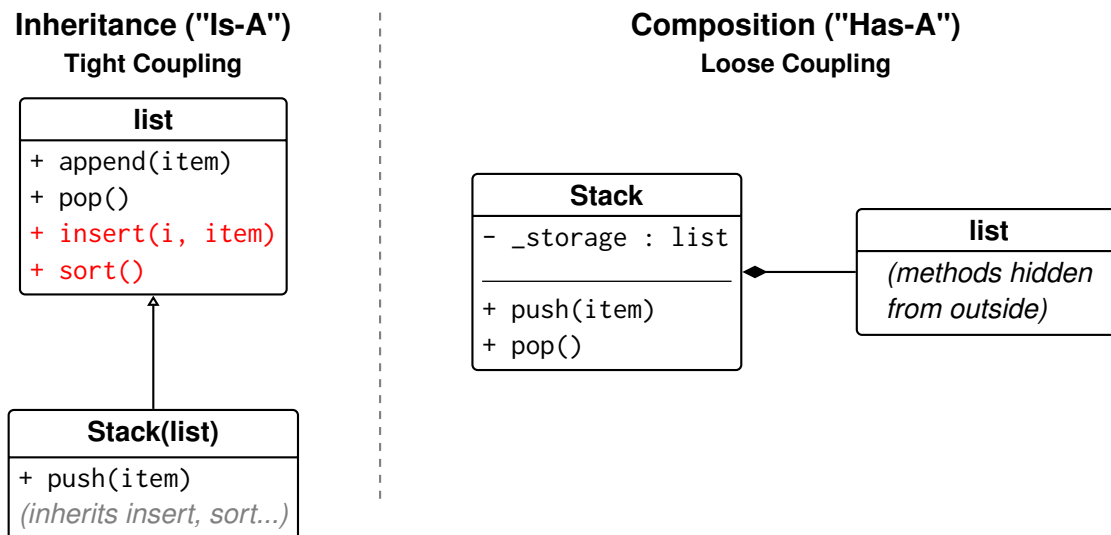 Inheritance ("Is-A")
Tight Coupling
list
+ append(item)
+ pop()
+ insert(i, item)
+ sort()
Stack(list)
+ push(item)
(inherits insert, sort...)
Composition ("Has-A")
Loose Coupling
Stack
- _storage : list
+ push(item)
+ pop()
list
(methods hidden
from outside)